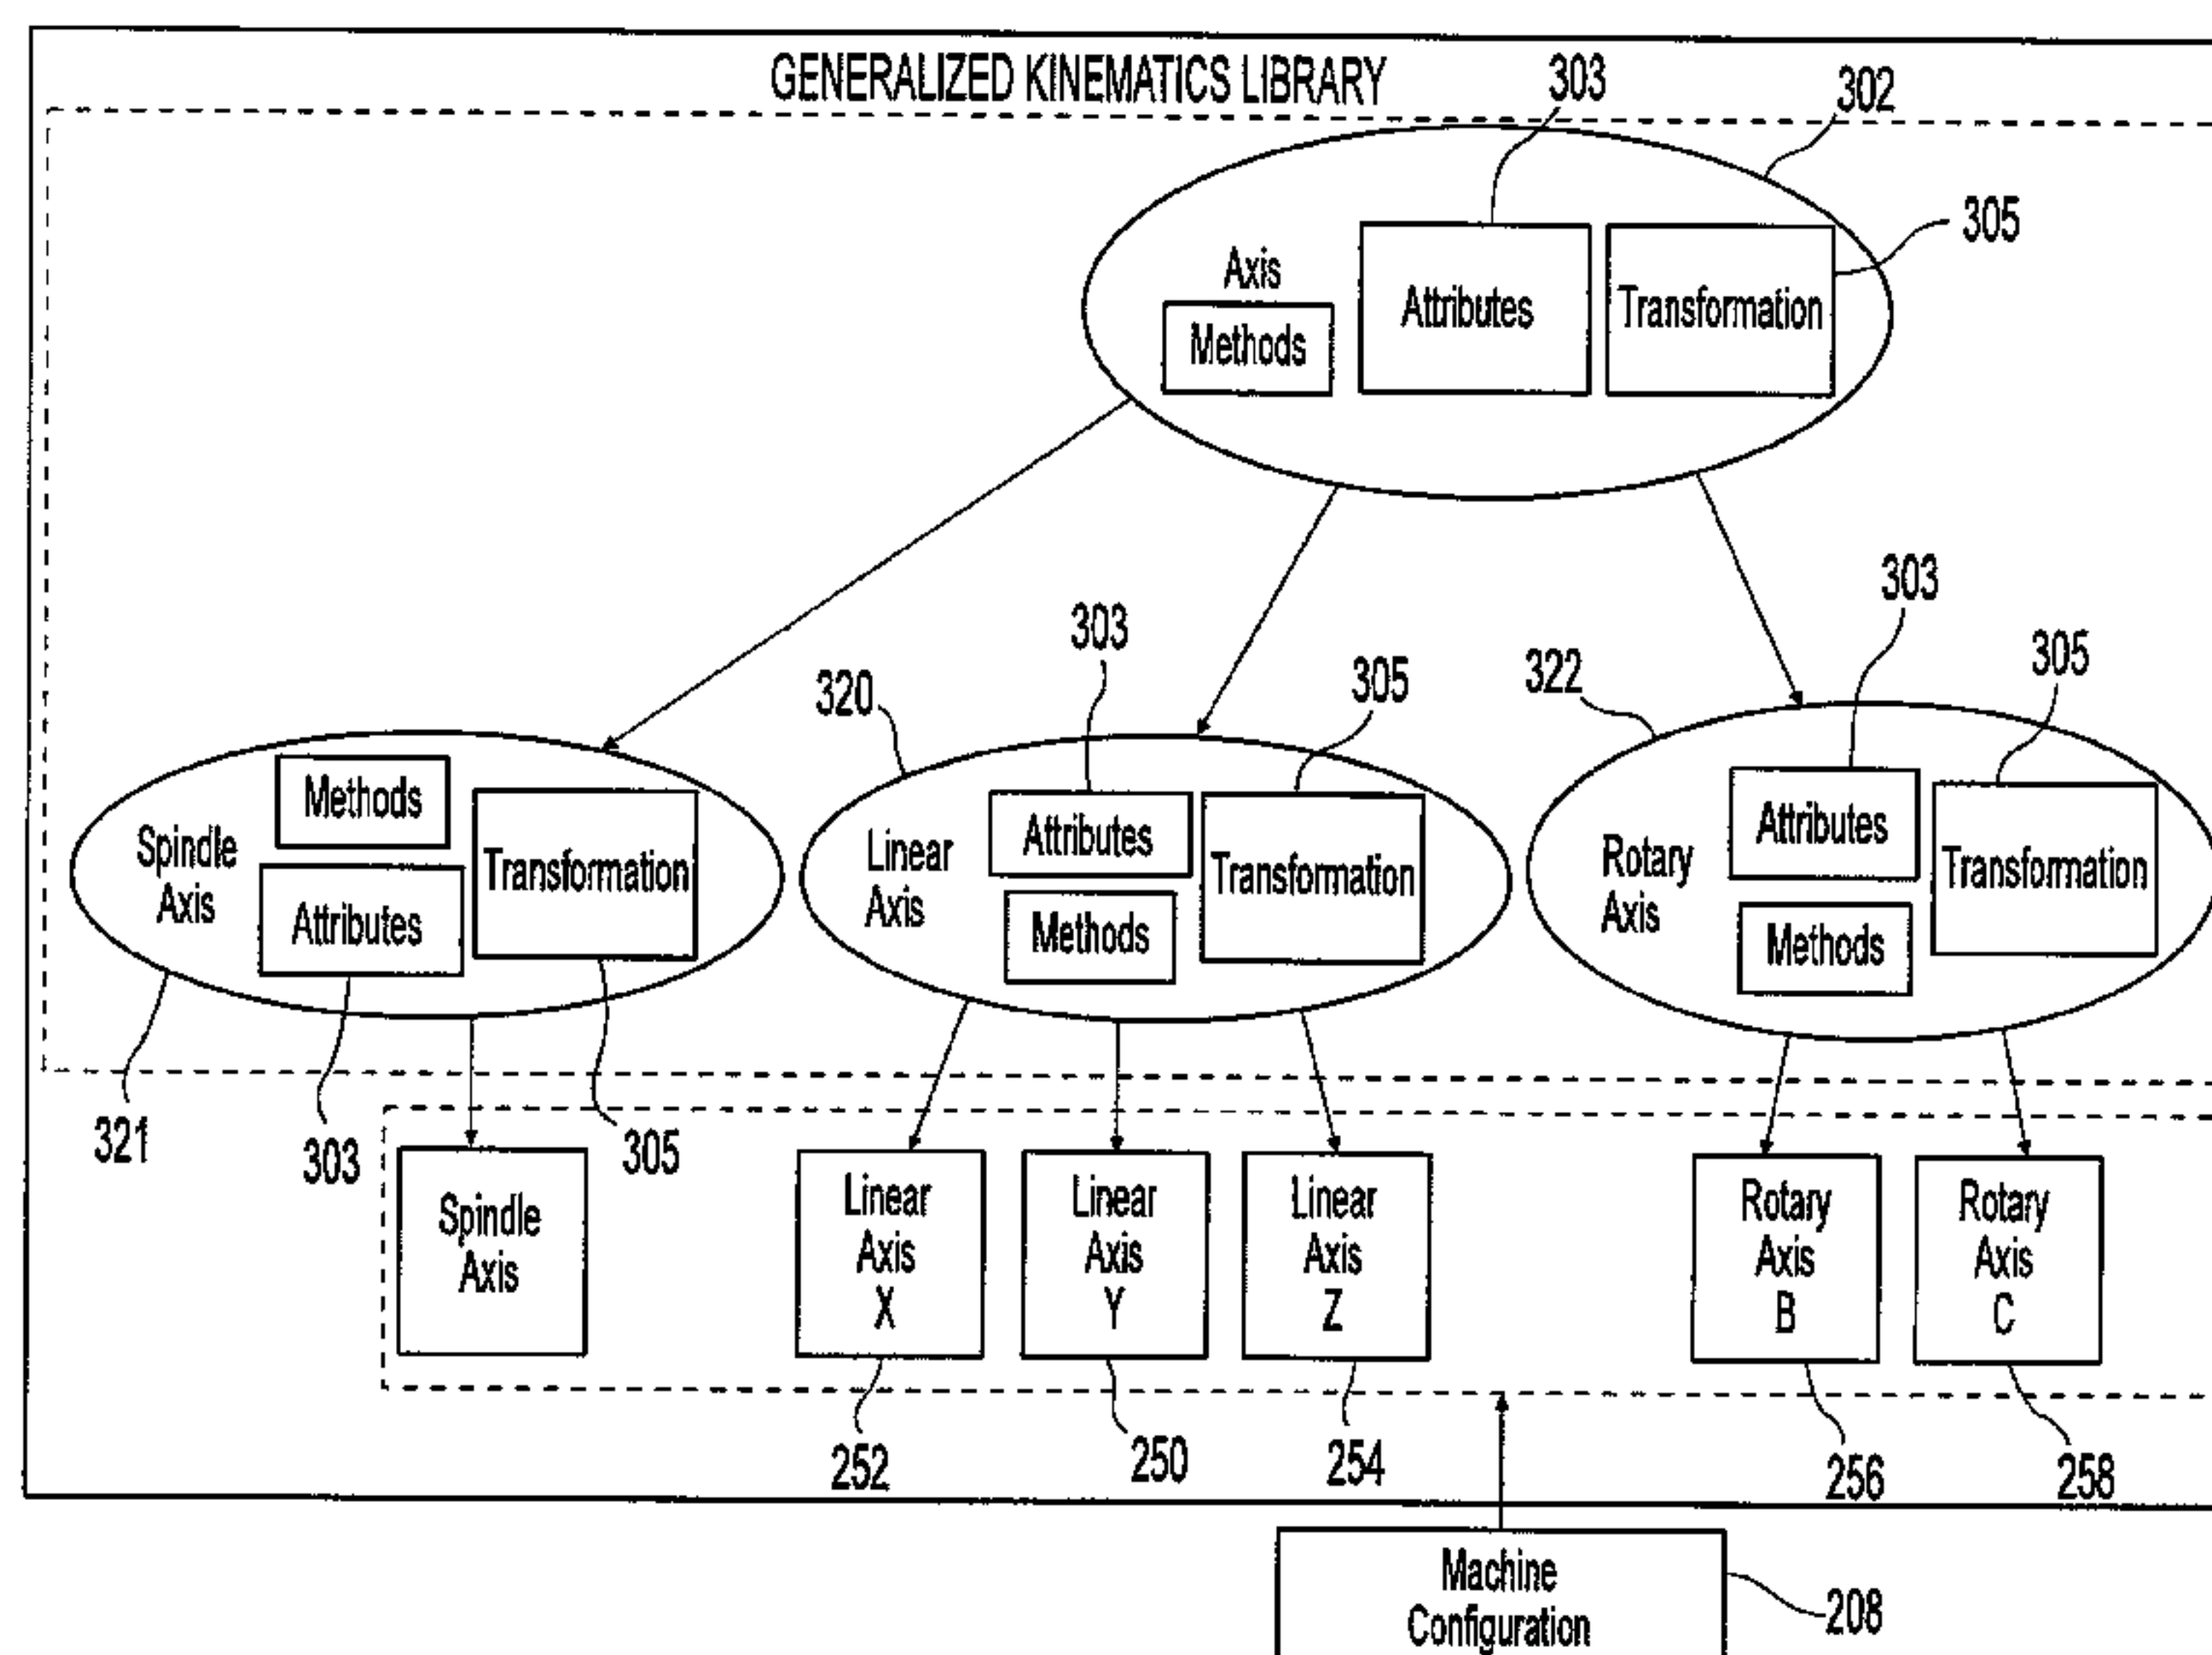 GENERALIZED KINEMATICS LIBRARY
303
302
305
Axis
Methods
Attributes
Transformation
303
305
320
303
305
322
Spindle
Axis
Methods
Attributes
Transformation
Linear
Axis
Attributes
Methods
Transformation
Rotary
Axis
Attributes
Methods
Transformation
321
303
305
Spindle
Axis
Linear
Axis
X
Linear
Axis
Y
Linear
Axis
Z
Rotary
Axis
B
Rotary
Axis
C
252
250
254
256
258
Machine
Configuration
208